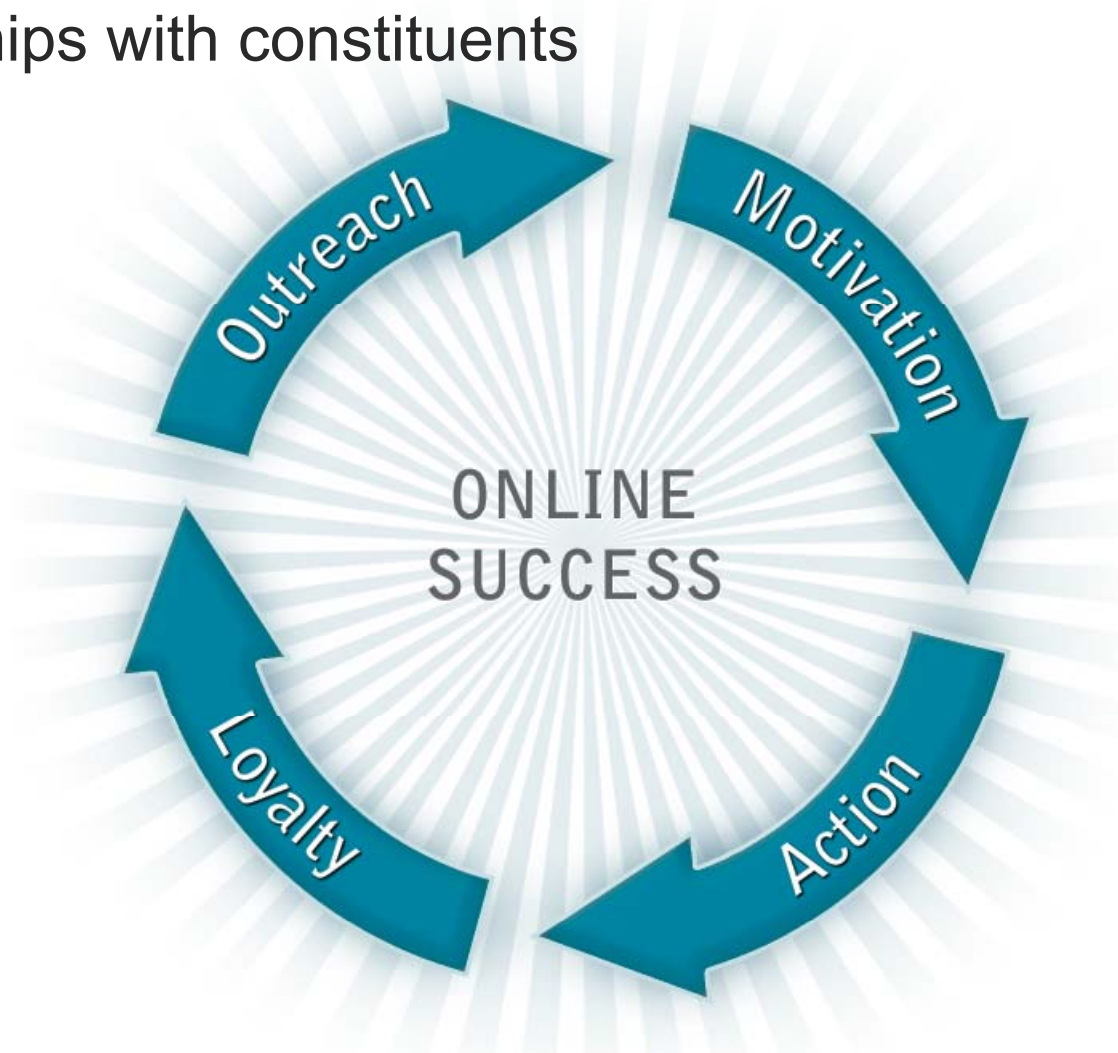 ips with constituents
Outreach
Motivation
ONLINE
SUCCESS
Loyalty
Action